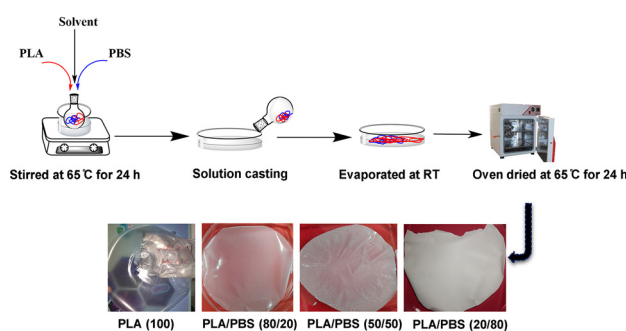 Solvent
PLA
PBS
Stirred at 65℃ for 24 h
Solution casting
Evaporated at RT
Oven dried at 65℃ for 24 h
PLA (100)
PLA/PBS (80/20)
PLA/PBS (50/50)
PLA/PBS (20/80)